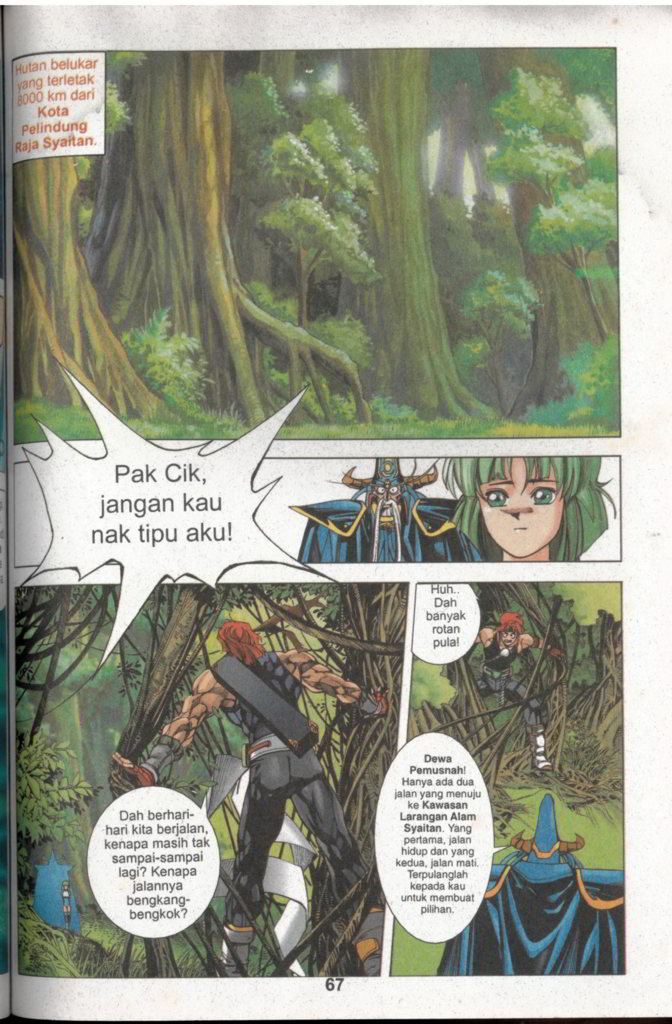 Hutan belukar
yang terletak
8000 km dari
Kota
Pelindung
Raja Syaitan.
Pak Cik,
jangan kau
nak tipu aku!
Huh..
Dah
banyak
rotan
pula!
Dah berhari-
hari kita berjalan,
kenapa masih tak
sampai-sampai
lagi? Kenapa
jalannya
bengkang-
bengkok?
Dewa
Pemusnah!
Hanya ada dua
jalan yang menuju
ke Kawasan
Larangan Alam
Syaitan. Yang
pertama, jalan
hidup dan yang
kedua, jalan mati.
Terpulanglah
kepada kau
untuk membuat
pilihan.
67